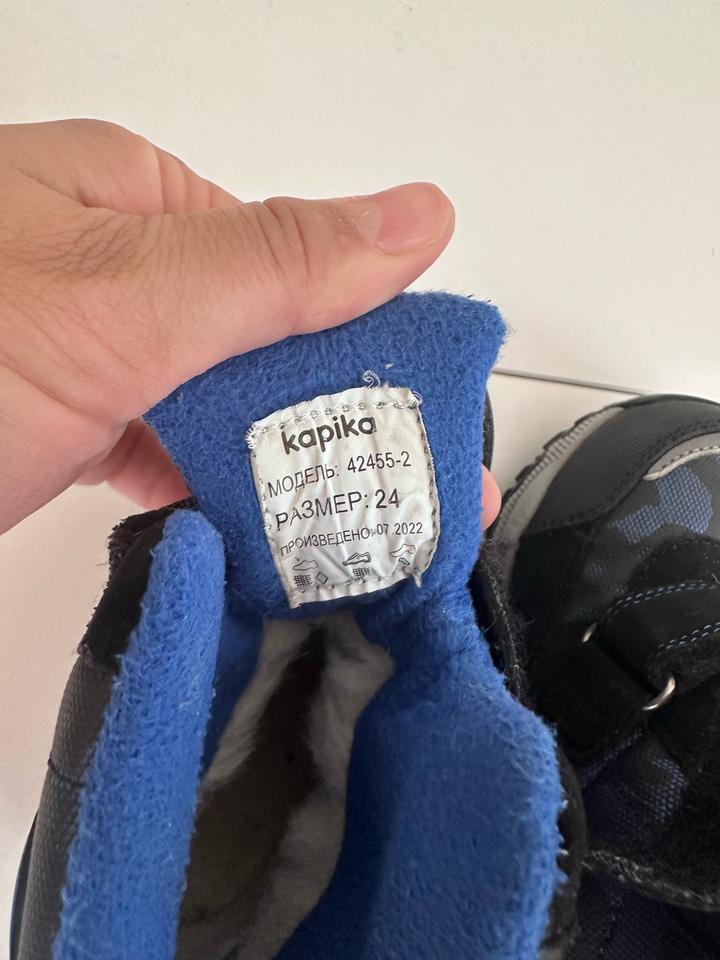 kapika
МОДЕЛЬ: 42455-2
РАЗМЕР: 24
ПРОИЗВЕДЕНО: 07.2022